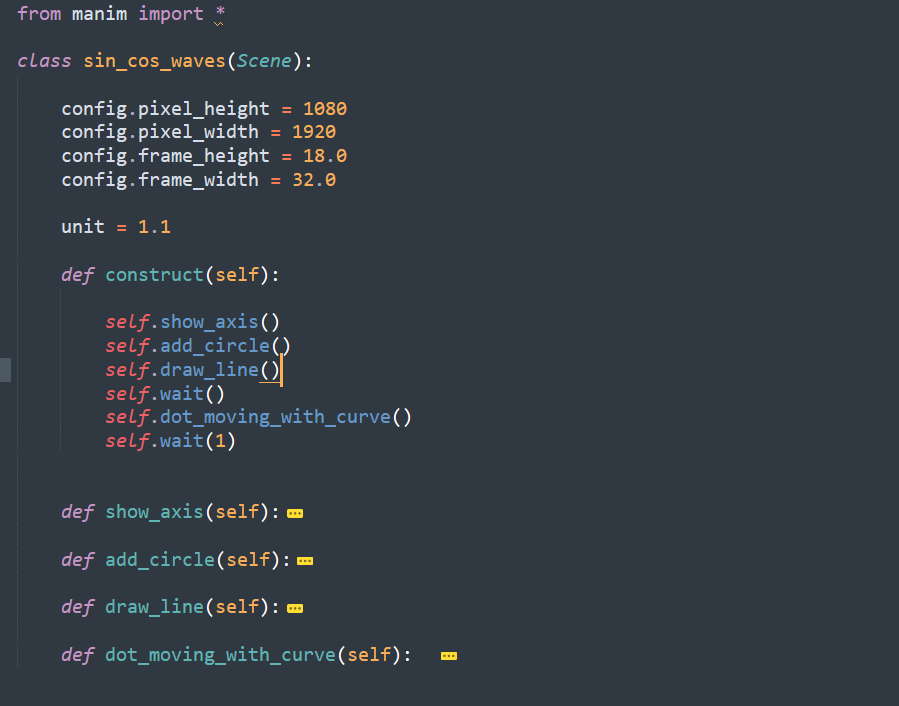 from manim import *
class sin_cos_waves(Scene):
config.pixel_height = 1080
config.pixel_width = 1920
config.frame_height = 18.0
config.frame_width = 32.0
unit = 1.1
def construct(self):
self.show_axis()
self.add_circle()
self.draw_line()
self.wait()
self.dot_moving_with_curve()
self.wait(1)
def show_axis(self):
def add_circle(self):
def draw_line(self):
def dot_moving_with_curve(self):